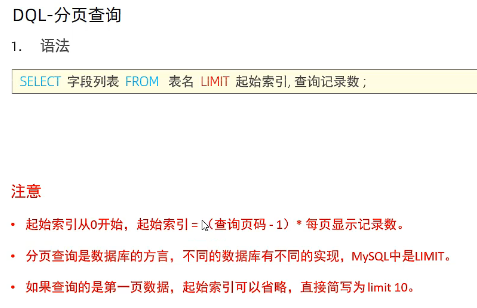 DQL-分页查询
1. 语法
SELECT 字段列表 FROM 表名 LIMIT 起始索引, 查询记录数 ;
注意
• 起始索引从0开始，起始索引 = （查询页码 - 1）* 每页显示记录数。
• 分页查询是数据库的方言，不同的数据库有不同的实现，MySQL中是LIMIT。
• 如果查询的是第一页数据，起始索引可以省略，直接简写为 limit 10。